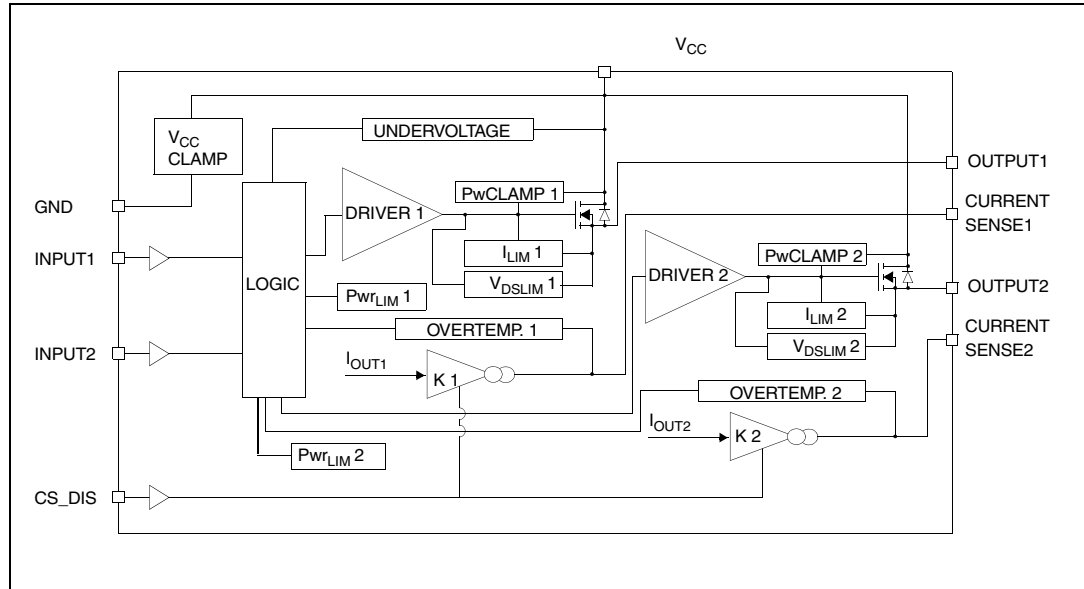 VCC
VCC
CLAMP
UNDERVOLTAGE
OUTPUT1
PwCLAMP 1
CURRENT
SENSE1
GND
DRIVER 1
INPUT1
ILIM 1
PwCLAMP 2
LOGIC
DRIVER 2
VDSLIM 1
OUTPUT2
PwrLIM 1
ILIM 2
CURRENT
SENSE2
OVERTEMP. 1
INPUT2
VDSLIM 2
IOUT1
K 1
OVERTEMP. 2
IOUT2
K 2
PwrLIM 2
CS_DIS